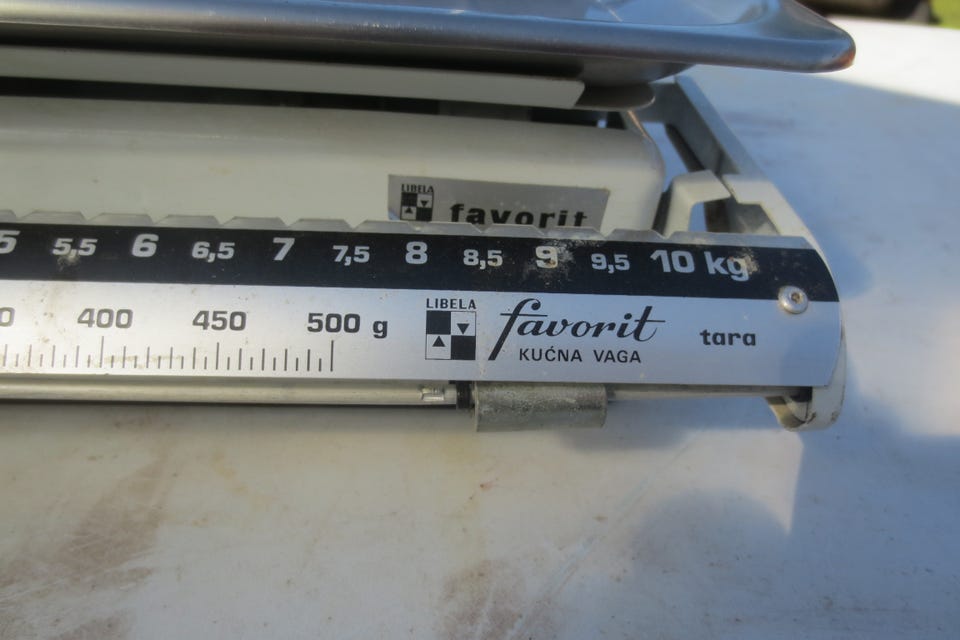 LIBELA
favorit
5 5,5 6 6,5 7 7,5 8 8,5 9 9,5 10 kg
0 400 450 500 g
LIBELA
favorit
KUĆNA VAGA
tara